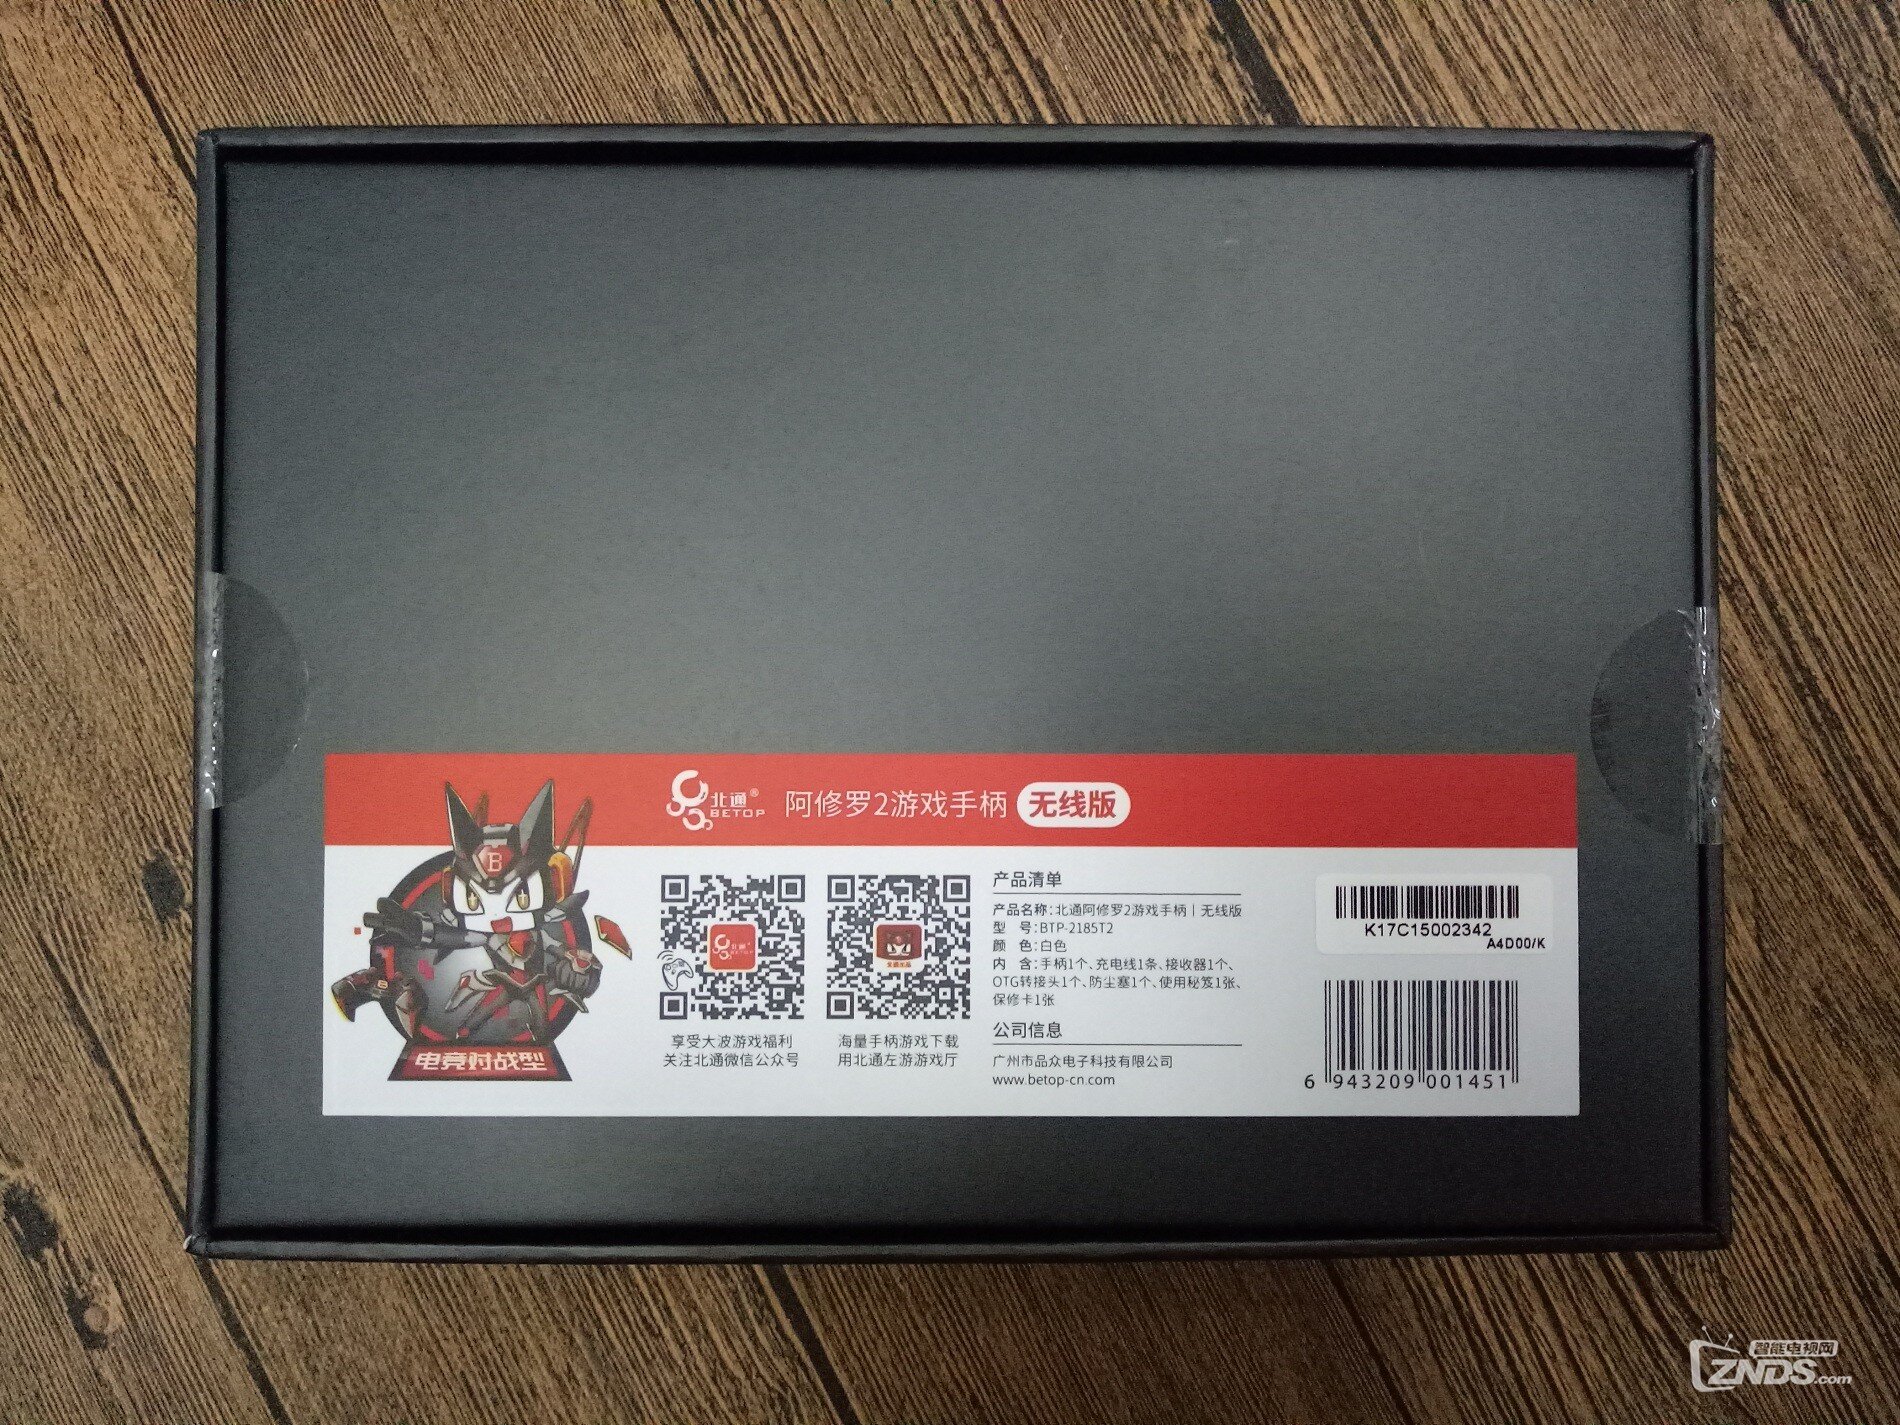 北通®
BETOP
阿修罗2游戏手柄 无线版
B
电竞对战型
北通
BETOP
享受大波游戏福利
关注北通微信公众号
海量手柄游戏下载
用北通左游游戏厅
产品清单
产品名称:北通阿修罗2游戏手柄|无线版
型 号:BTP-2185T2
颜 色:白色
内 含:手柄1个、充电线1条、接收器1个、
OTG转接头1个、防尘塞1个、使用秘笈1张、
保修卡1张
公司信息
广州市品众电子科技有限公司
www.betop-cn.com
K17C15002342
A4D00/K
6 943209 001451
智能电视网
ZNDS.com